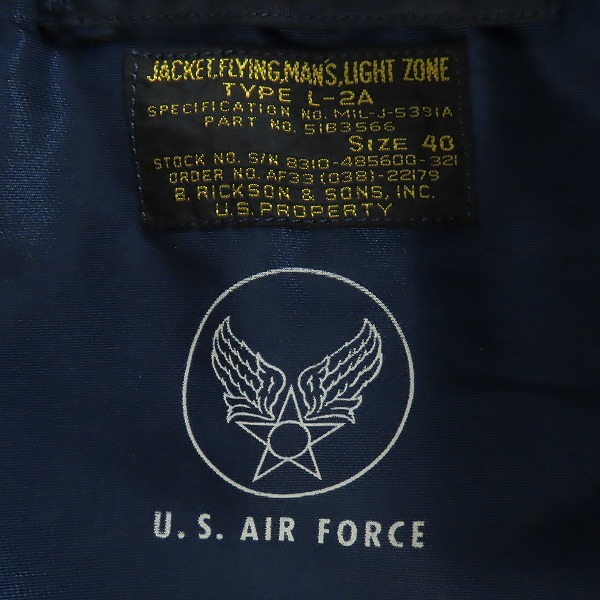 JACKET,FLYING,MAN'S,LIGHT ZONE
TYPE L-2A
SPECIFICATION NO. MIL-J-5391A
PART NO. 51B3566
SIZE 40
STOCK NO. S/N 8310-485600-321
ORDER NO. AF33(038)-22179
B. RICKSON & SONS, INC.
U.S. PROPERTY
U. S. AIR FORCE